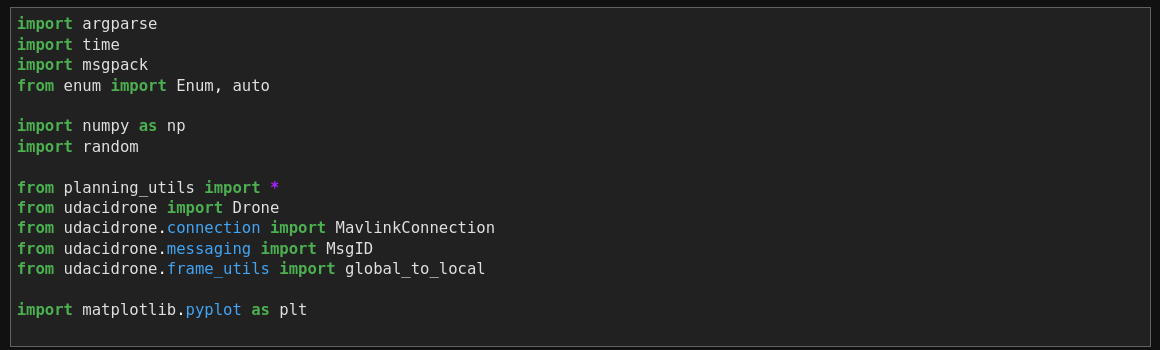 import argparse
import time
import msgpack
from enum import Enum, auto
import numpy as np
import random
from planning_utils import *
from udacidrone import Drone
from udacidrone.connection import MavlinkConnection
from udacidrone.messaging import MsgID
from udacidrone.frame_utils import global_to_local
import matplotlib.pyplot as plt